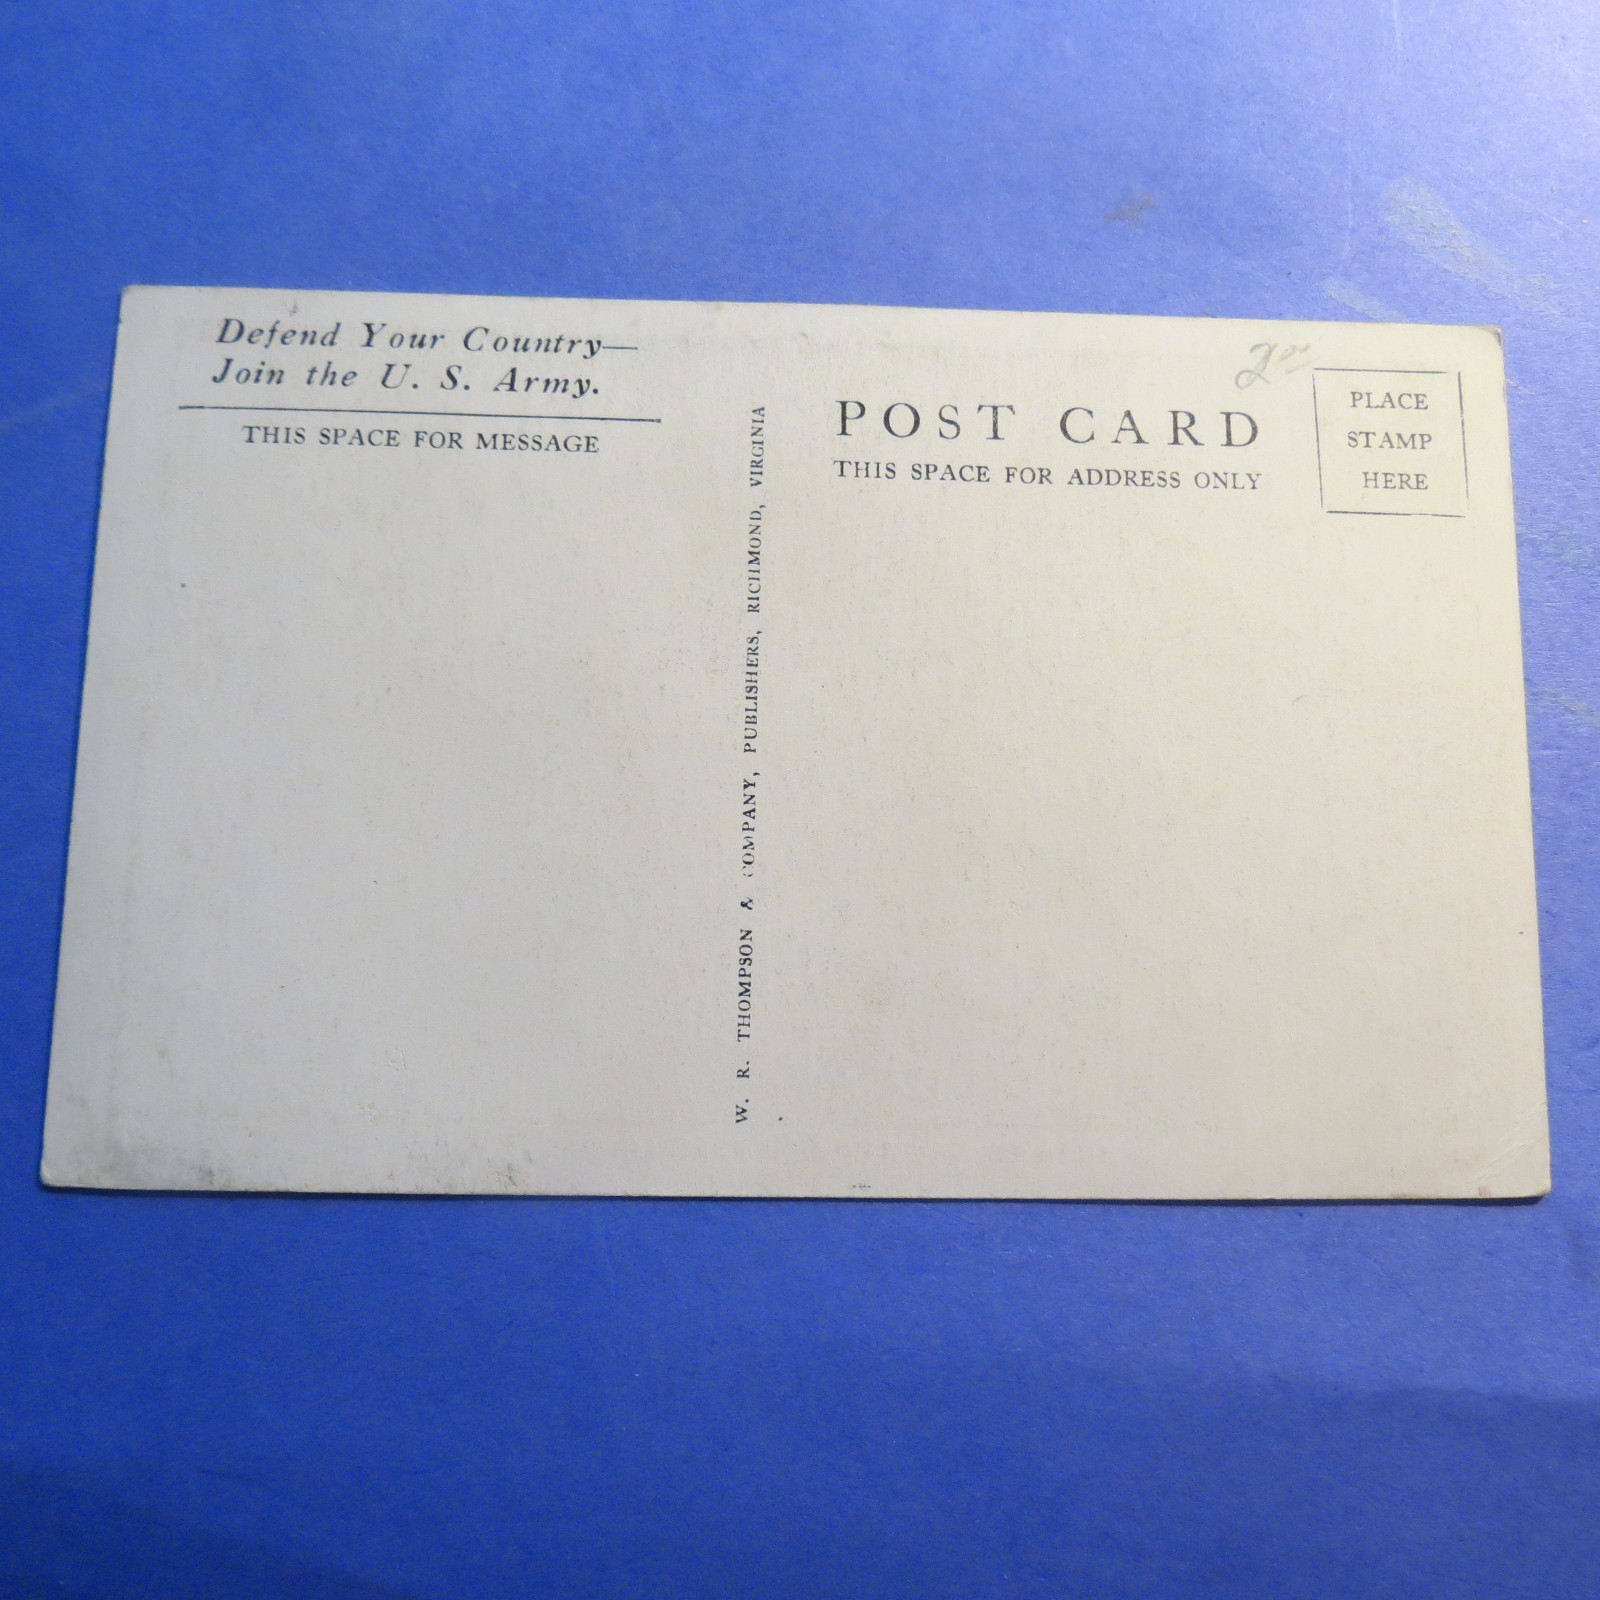 Defend Your Country—
Join the U. S. Army.
THIS SPACE FOR MESSAGE
W. R. THOMPSON & COMPANY, PUBLISHERS, RICHMOND, VIRGINIA
POST CARD
THIS SPACE FOR ADDRESS ONLY
2⁰⁰
PLACE
STAMP
HERE